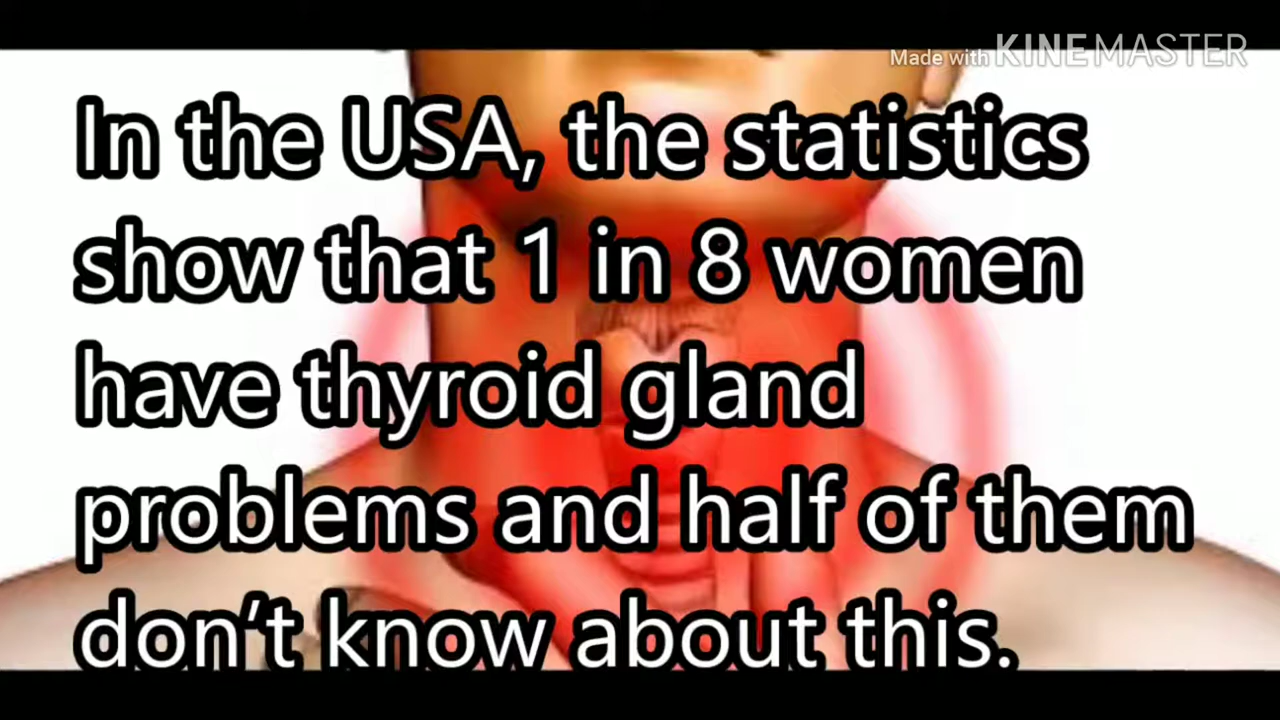 Made with KINEMASTER
In the USA, the statistics
show that 1 in 8 women
have thyroid gland
problems and half of them
don’t know about this.